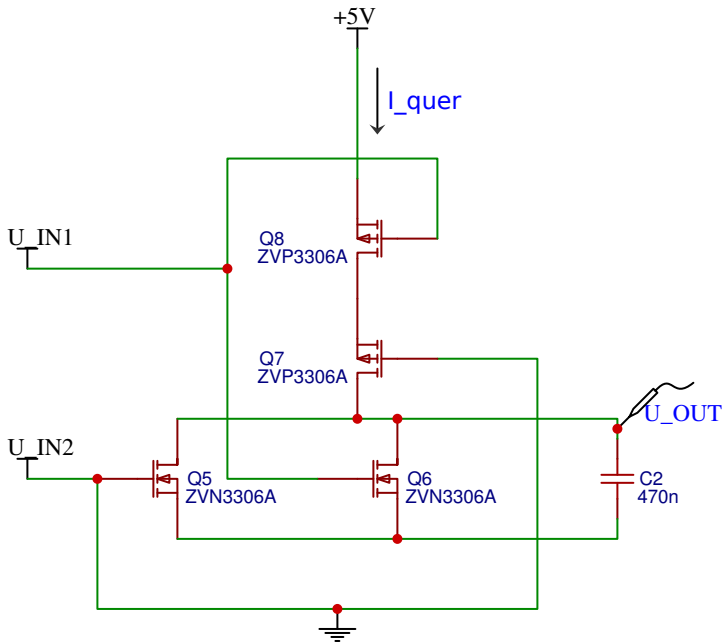 +5V
I_quer
Q8
ZVP3306A
U_IN1
Q7
ZVP3306A
U_OUT
U_IN2
Q5
ZVN3306A
Q6
ZVN3306A
C2
470n